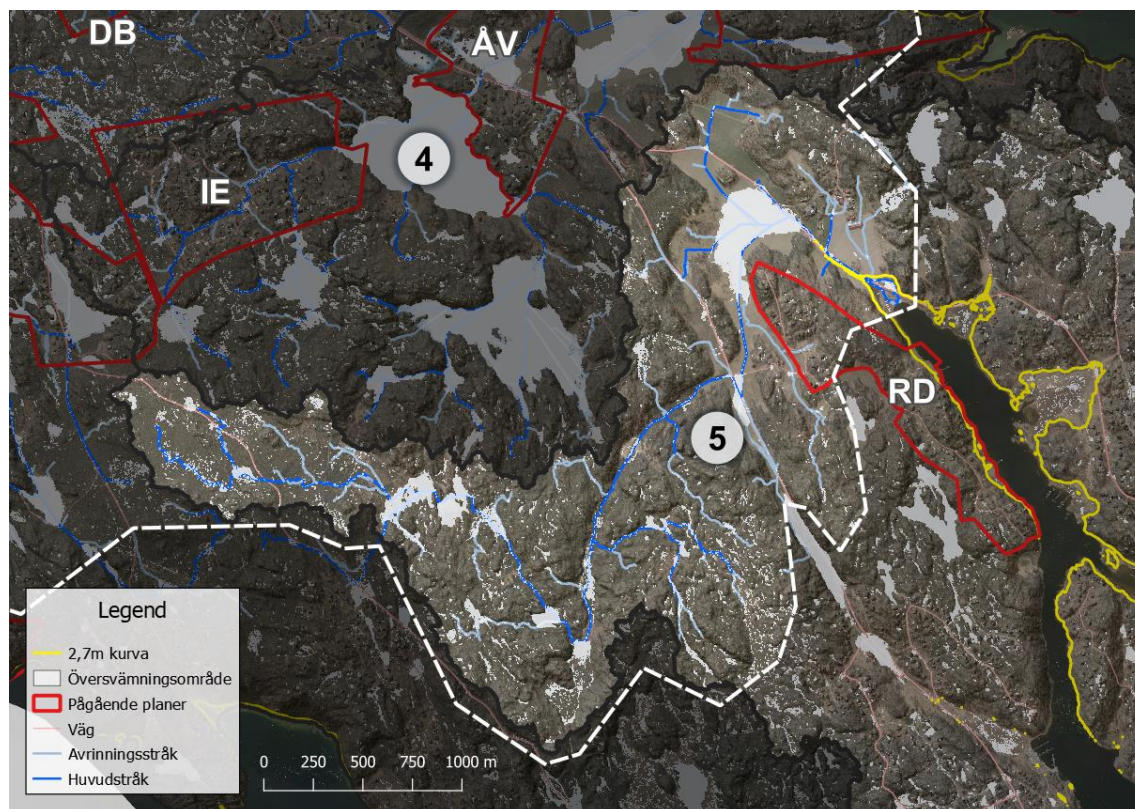 DB
ÅV
4
IE
5
RD
Legend
2,7m kurva
Översvämningsområde
Pågående planer
Väg
Avrinningsstråk
Huvudstråk
0 250 500 750 1000 m